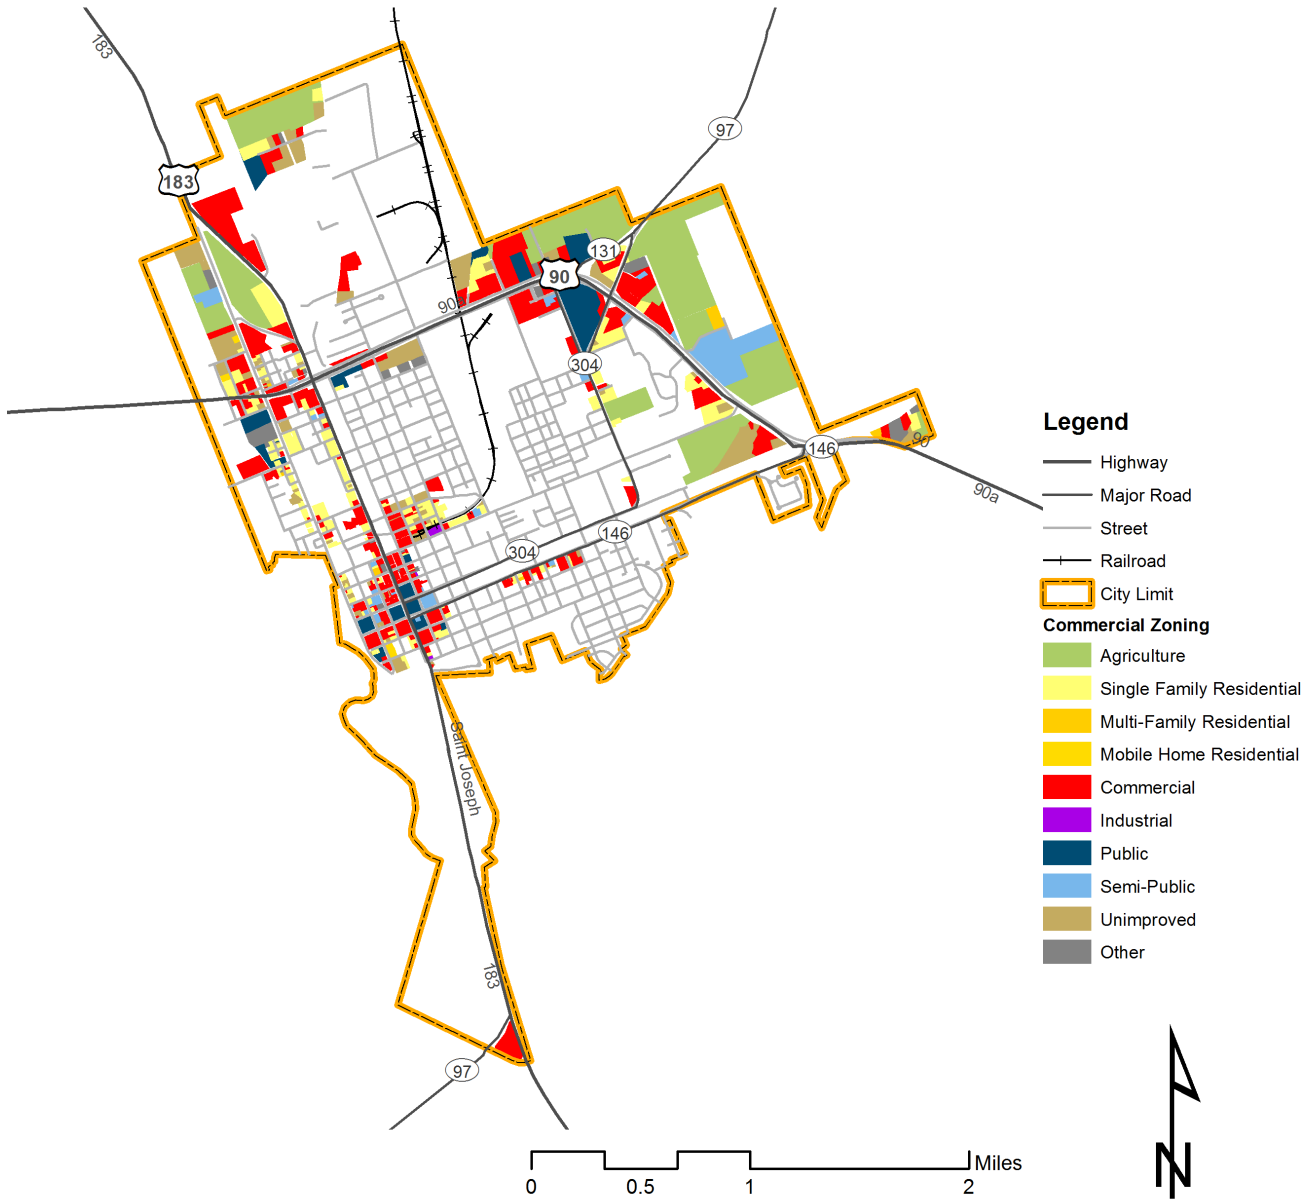 183
97
183
131
90
90a
304
146
90
90a
304
146
Saint Joseph
183
97
Legend
Highway
Major Road
Street
Railroad
City Limit
Commercial Zoning
Agriculture
Single Family Residential
Multi-Family Residential
Mobile Home Residential
Commercial
Industrial
Public
Semi-Public
Unimproved
Other
N
Miles
0 0.5 1 2